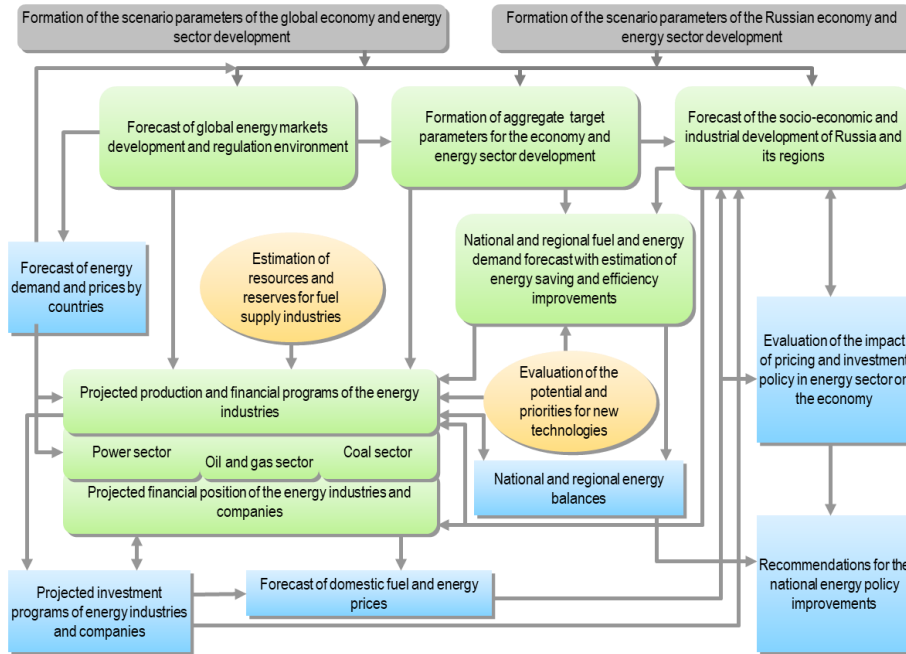 Formation of the scenario parameters of the global economy and energy
sector development
Formation of the scenario parameters of the Russian economy and
energy sector development
Forecast of global energy markets
development and regulation environment
Formation of aggregate target
parameters for the economy and
energy sector development
Forecast of the socio-economic and
industrial development of Russia and
its regions
Forecast of energy
demand and prices by
countries
Estimation of
resources and
reserves for fuel
supply industries
National and regional fuel and energy
demand forecast with estimation of
energy saving and efficiency
improvements
Evaluation of the impact
of pricing and investment
policy in energy sector on
the economy
Projected production and financial programs of the energy
industries
Evaluation of the
potential and
priorities for new
technologies
Power sector
Oil and gas sector
Coal sector
Projected financial position of the energy industries and
companies
National and regional energy
balances
Projected investment
programs of energy industries
and companies
Forecast of domestic fuel and energy
prices
Recommendations for the
national energy policy
improvements